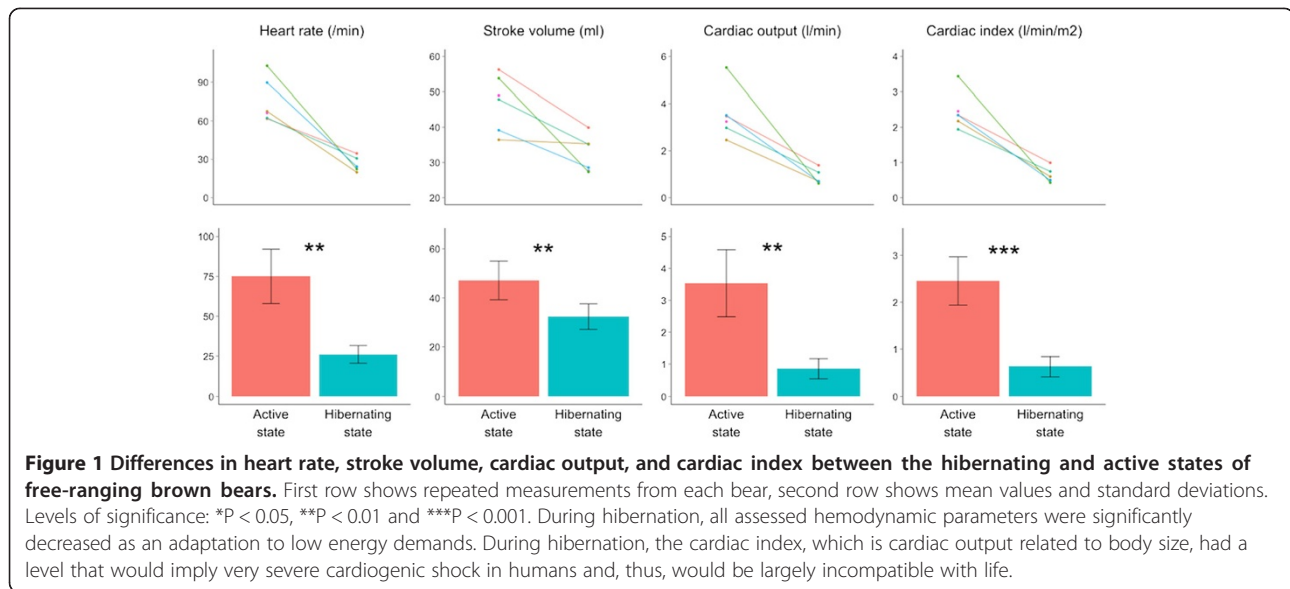 Heart rate (/min)
Stroke volume (ml)
Cardiac output (l/min)
Cardiac index (l/min/m2)
90
60
30
0
60
50
40
30
20
6
4
2
0
4
3
2
1
0
100
75
50
25
0
**
Active state
Hibernating state
60
40
20
0
**
Active state
Hibernating state
5
4
3
2
1
0
**
Active state
Hibernating state
3
2
1
0
***
Active state
Hibernating state
Figure 1 Differences in heart rate, stroke volume, cardiac output, and cardiac index between the hibernating and active states of
free-ranging brown bears. First row shows repeated measurements from each bear, second row shows mean values and standard deviations.
Levels of significance: *P < 0.05, **P < 0.01 and ***P < 0.001. During hibernation, all assessed hemodynamic parameters were significantly
decreased as an adaptation to low energy demands. During hibernation, the cardiac index, which is cardiac output related to body size, had a
level that would imply very severe cardiogenic shock in humans and, thus, would be largely incompatible with life.